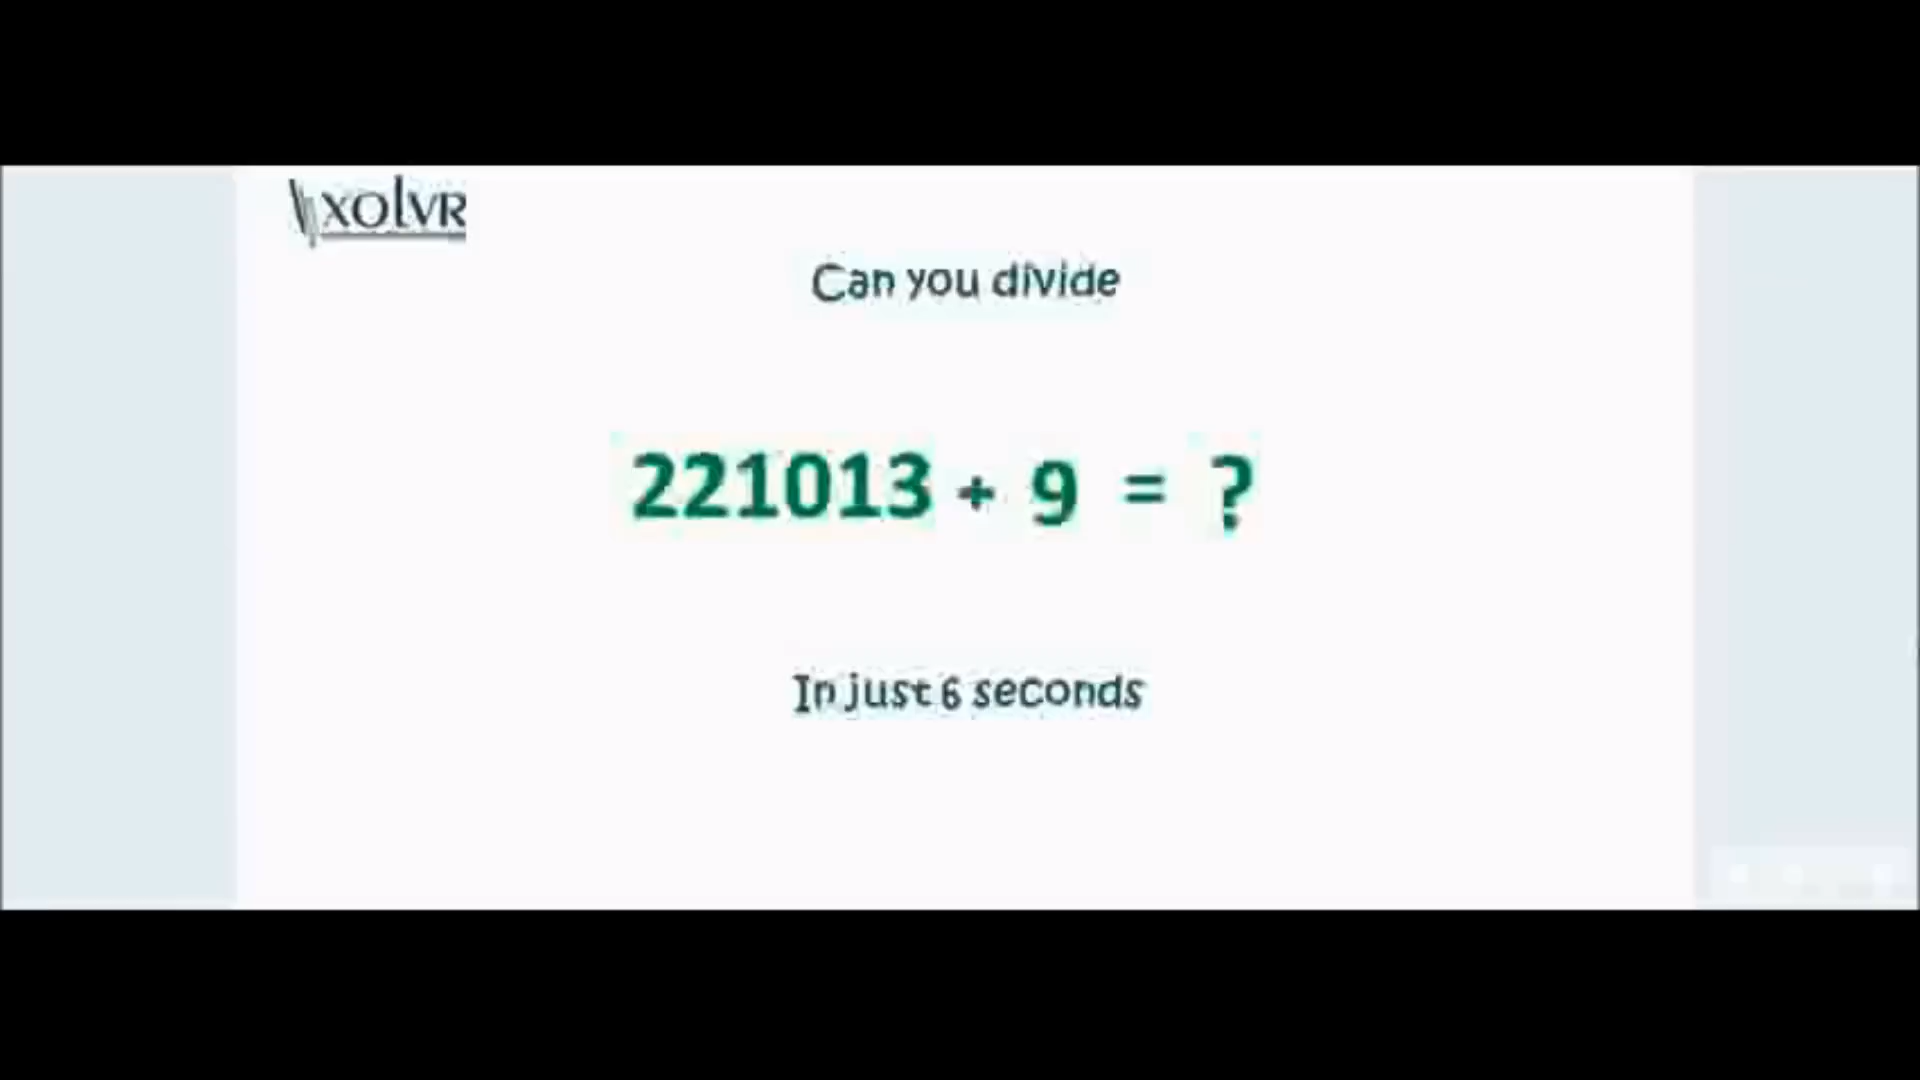 XOLVR
Can you divide
221013 ÷ 9 = ?
In just 6 seconds